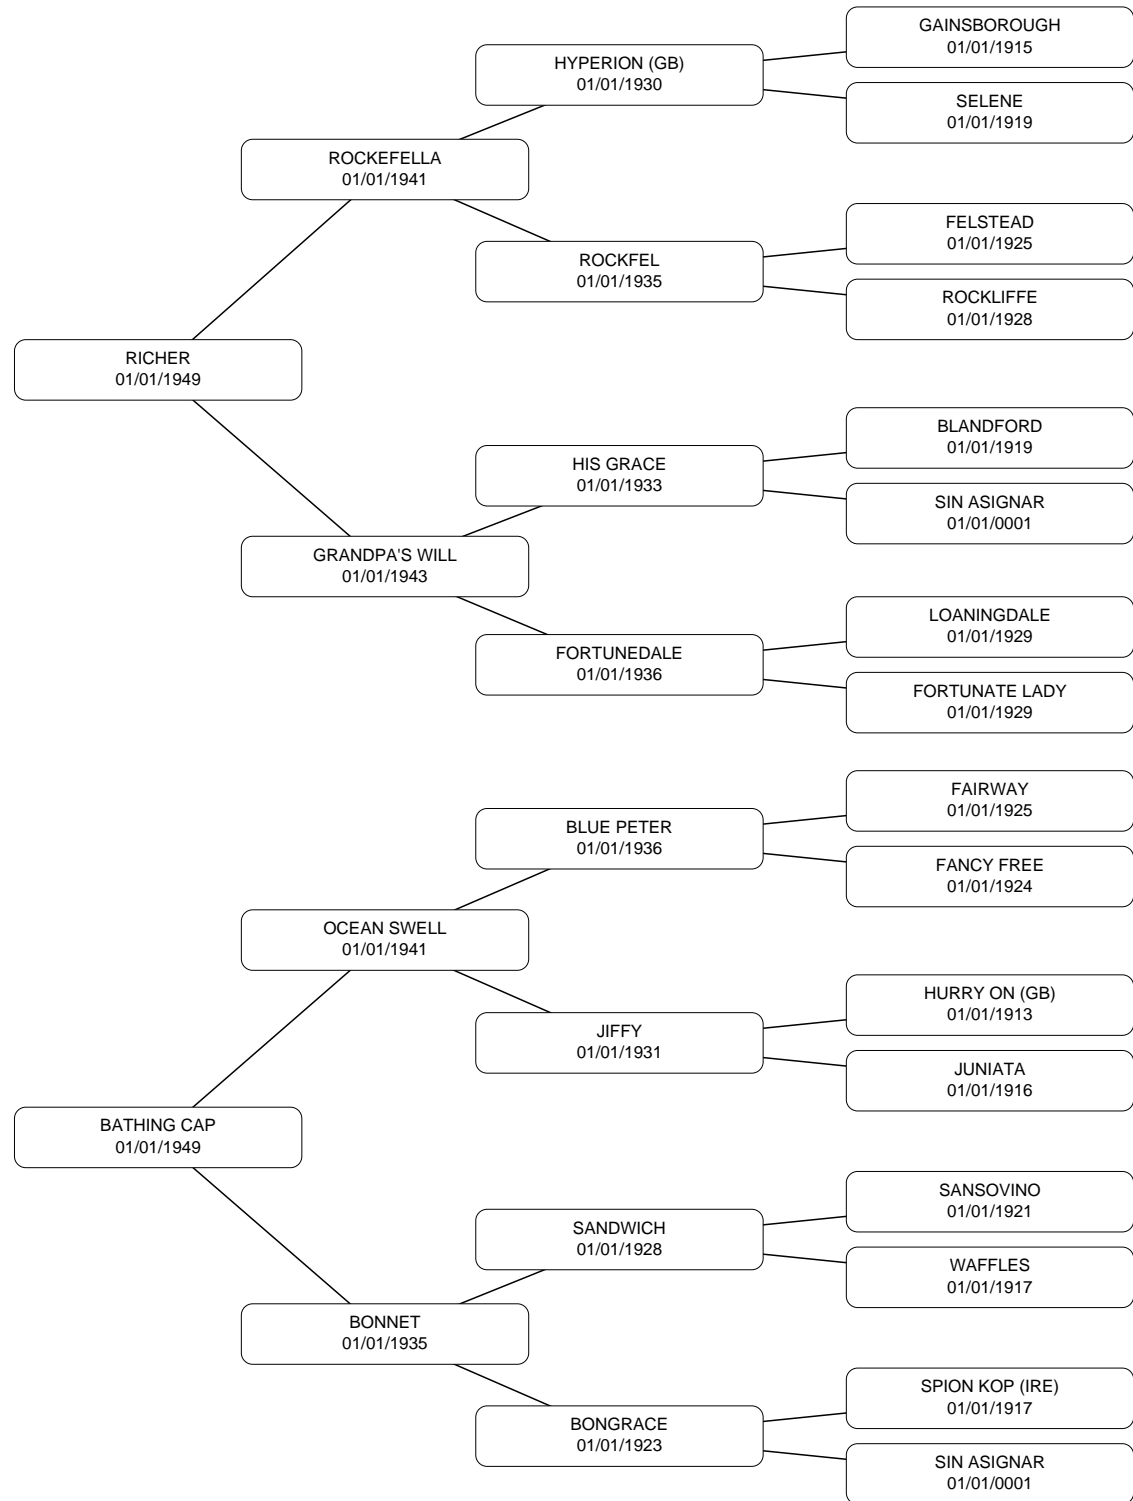 GAINSBOROUGH
01/01/1915
HYPERION (GB)
01/01/1930
SELENE
01/01/1919
ROCKEFELLA
01/01/1941
FELSTEAD
01/01/1925
ROCKFEL
01/01/1935
ROCKLIFFE
01/01/1928
RICHER
01/01/1949
BLANDFORD
01/01/1919
HIS GRACE
01/01/1933
SIN ASIGNAR
01/01/0001
GRANDPA'S WILL
01/01/1943
LOANINGDALE
01/01/1929
FORTUNEDALE
01/01/1936
FORTUNATE LADY
01/01/1929
FAIRWAY
01/01/1925
BLUE PETER
01/01/1936
FANCY FREE
01/01/1924
OCEAN SWELL
01/01/1941
HURRY ON (GB)
01/01/1913
JIFFY
01/01/1931
JUNIATA
01/01/1916
BATHING CAP
01/01/1949
SANSOVINO
01/01/1921
SANDWICH
01/01/1928
WAFFLES
01/01/1917
BONNET
01/01/1935
SPION KOP (IRE)
01/01/1917
BONGRACE
01/01/1923
SIN ASIGNAR
01/01/0001